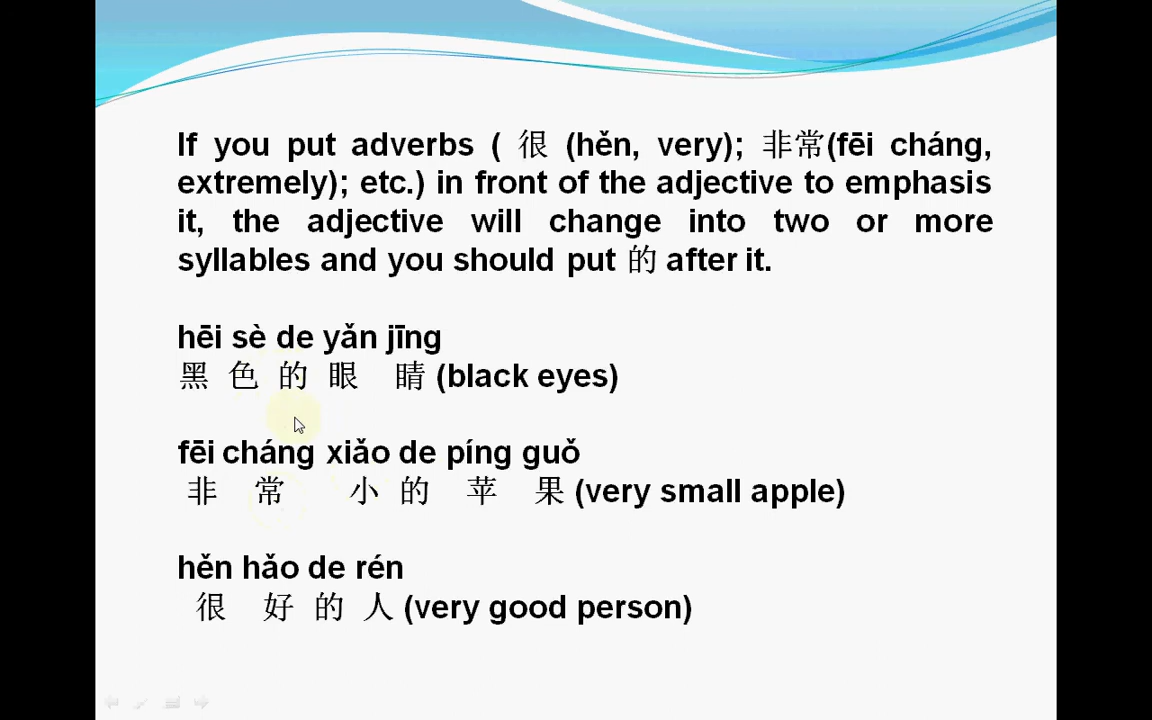 If you put adverbs ( 很 (hěn, very); 非常(fēi cháng,
extremely); etc.) in front of the adjective to emphasis
it, the adjective will change into two or more
syllables and you should put 的 after it.
hēi sè de yǎn jīng
黑 色 的 眼 睛 (black eyes)
fēi cháng xiǎo de píng guǒ
非 常 小 的 苹 果 (very small apple)
hěn hǎo de rén
很 好 的 人 (very good person)